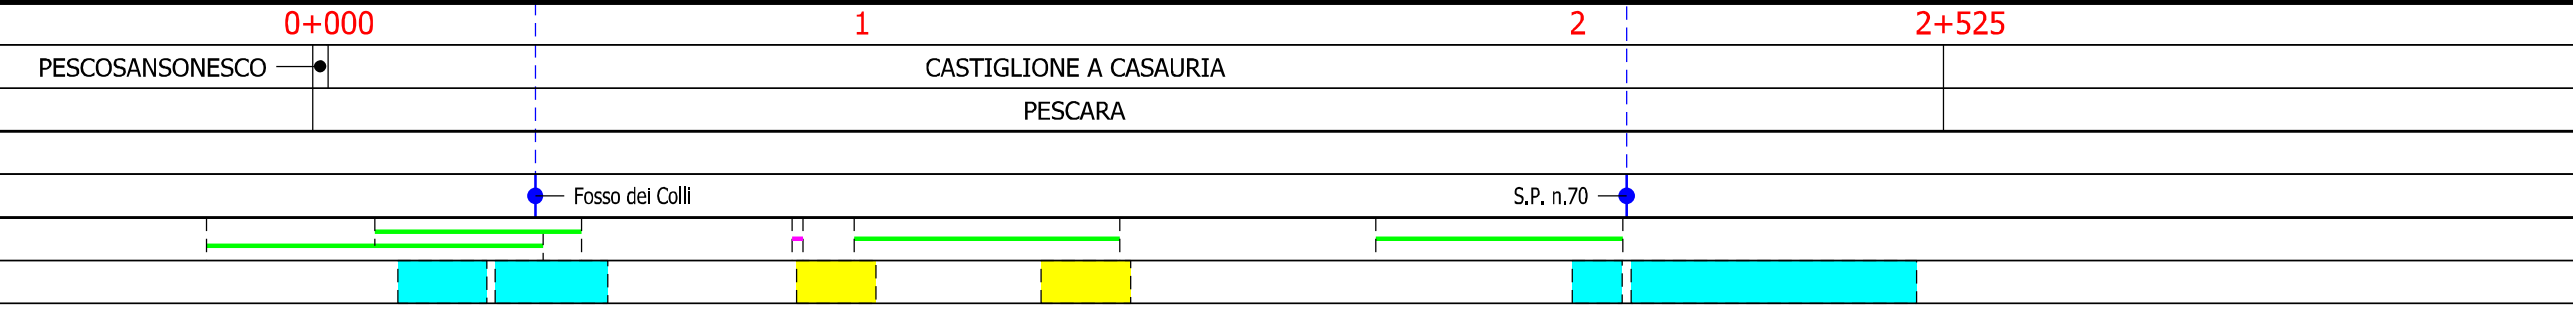 0+000 1 2 2+525
PESCOSANSONESCO CASTIGLIONE A CASAURIA
PESCARA
Fosso dei Colli S.P. n.70